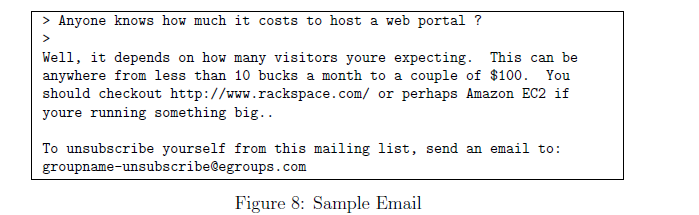 > Anyone knows how much it costs to host a web portal ?
>
Well, it depends on how many visitors youre expecting. This can be
anywhere from less than 10 bucks a month to a couple of $100. You
should checkout http://www.rackspace.com/ or perhaps Amazon EC2 if
youre running something big..
To unsubscribe yourself from this mailing list, send an email to:
groupname-unsubscribe@egroups.com
Figure 8: Sample Email